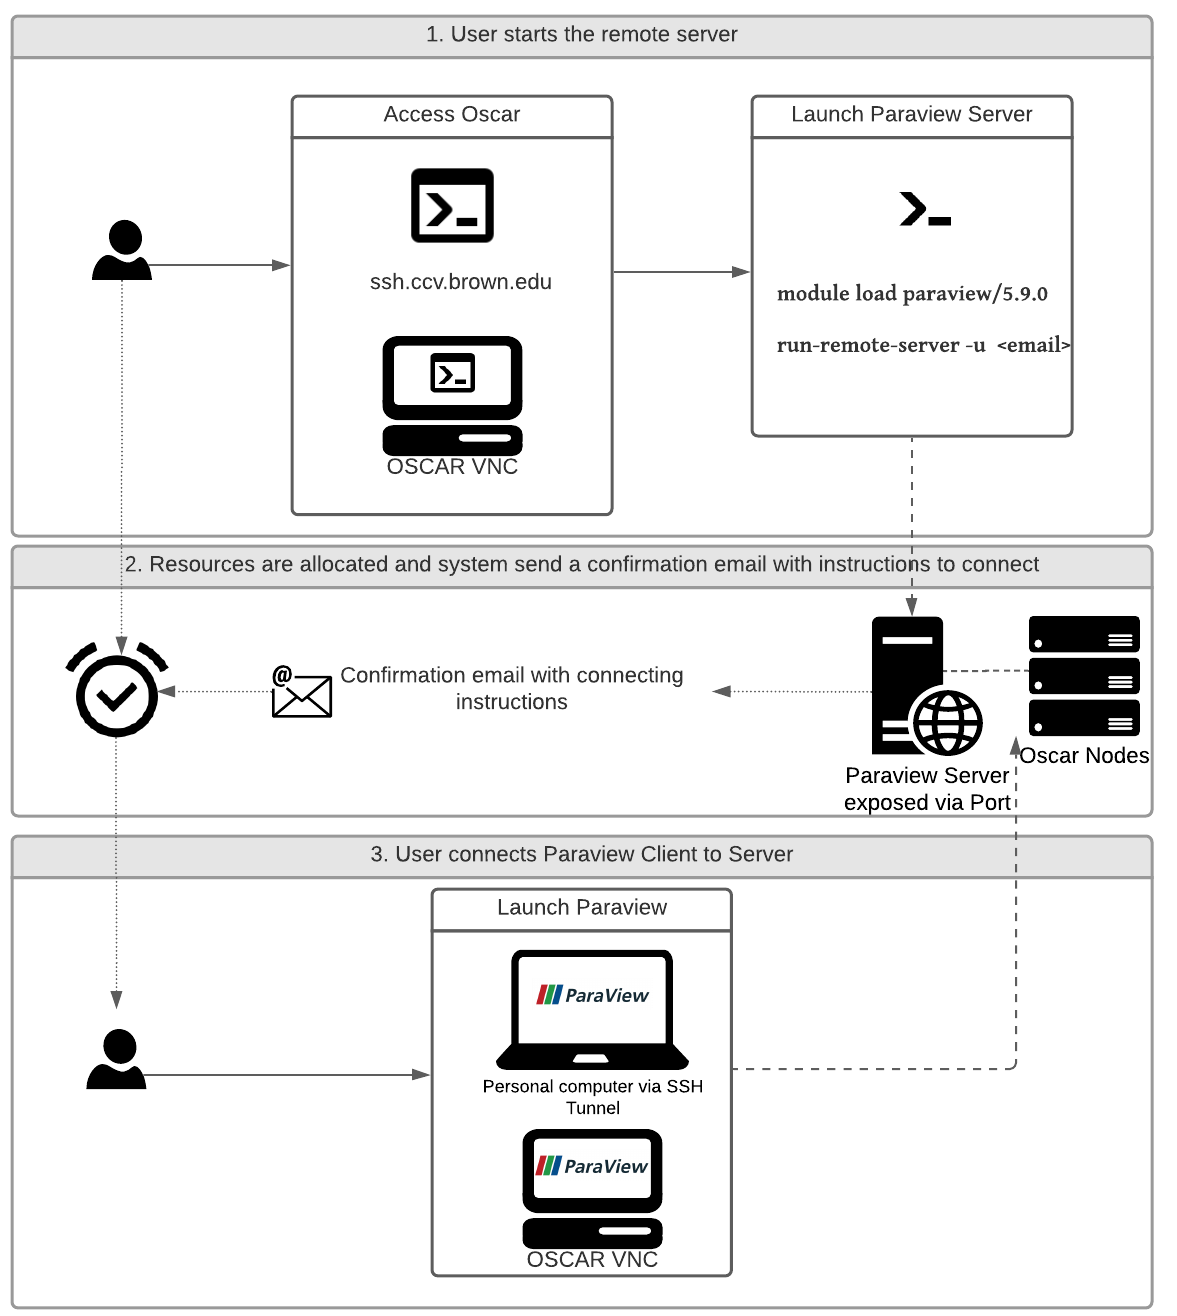 1. User starts the remote server
Access Oscar
ssh.ccv.brown.edu
OSCAR VNC
Launch Paraview Server
module load paraview/5.9.0
run-remote-server -u <email>
2. Resources are allocated and system send a confirmation email with instructions to connect
@
Confirmation email with connecting
instructions
Paraview Server
exposed via Port
Oscar Nodes
3. User connects Paraview Client to Server
Launch Paraview
ParaView
Personal computer via SSH
Tunnel
ParaView
OSCAR VNC